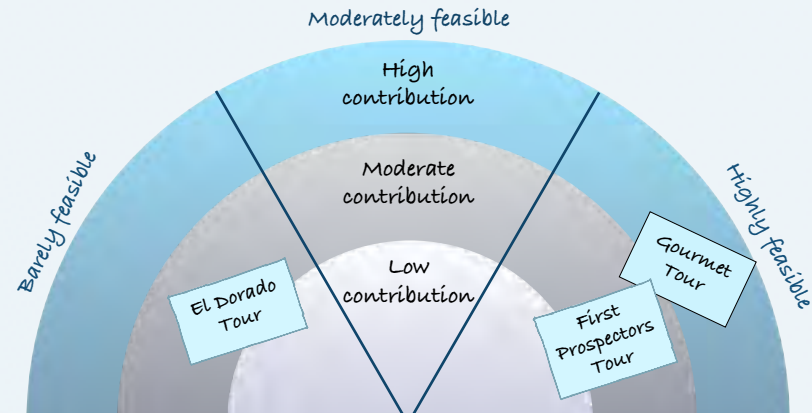 Moderately feasible
High
contribution
Moderate
contribution
Low
contribution
Barely feasible
Highly feasible
El Dorado
Tour
Gourmet
Tour
First
Prospectors
Tour